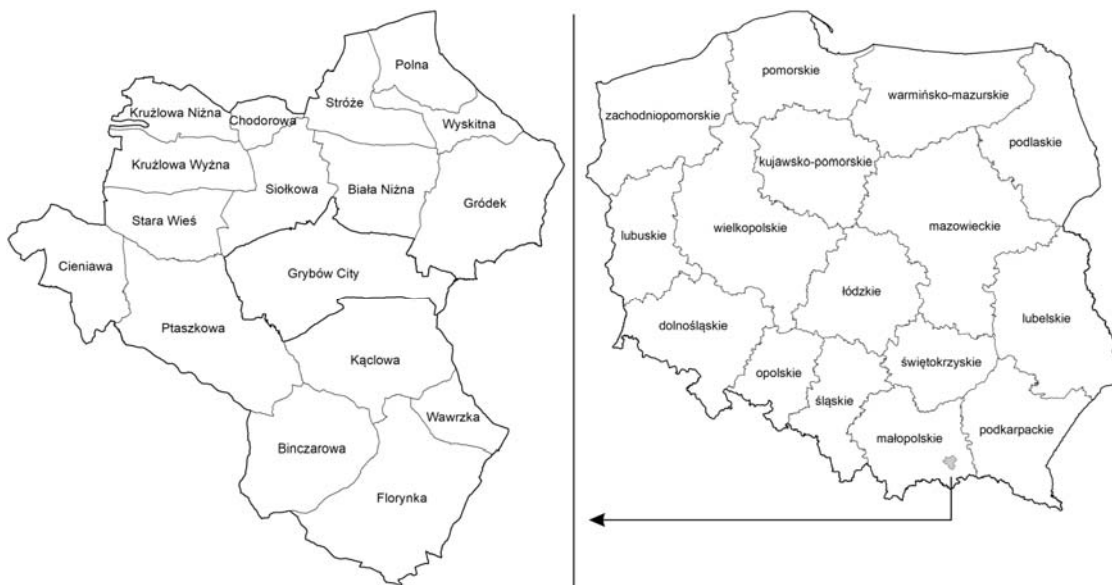 Polna
Stróże
Krużlowa Niżna
Chodorowa
Wyskitna
Krużlowa Wyżna
Siołkowa
Biała Niżna
Gródek
Stara Wieś
Cieniawa
Grybów City
Ptaszkowa
Kąclowa
Wawrzka
Binczarowa
Florynka
pomorskie
warmińsko-mazurskie
zachodniopomorskie
podlaskie
kujawsko-pomorskie
wielkopolskie
mazowieckie
lubuskie
łódzkie
lubelskie
dolnośląskie
świętokrzyskie
opolskie
śląskie
małopolskie
podkarpackie